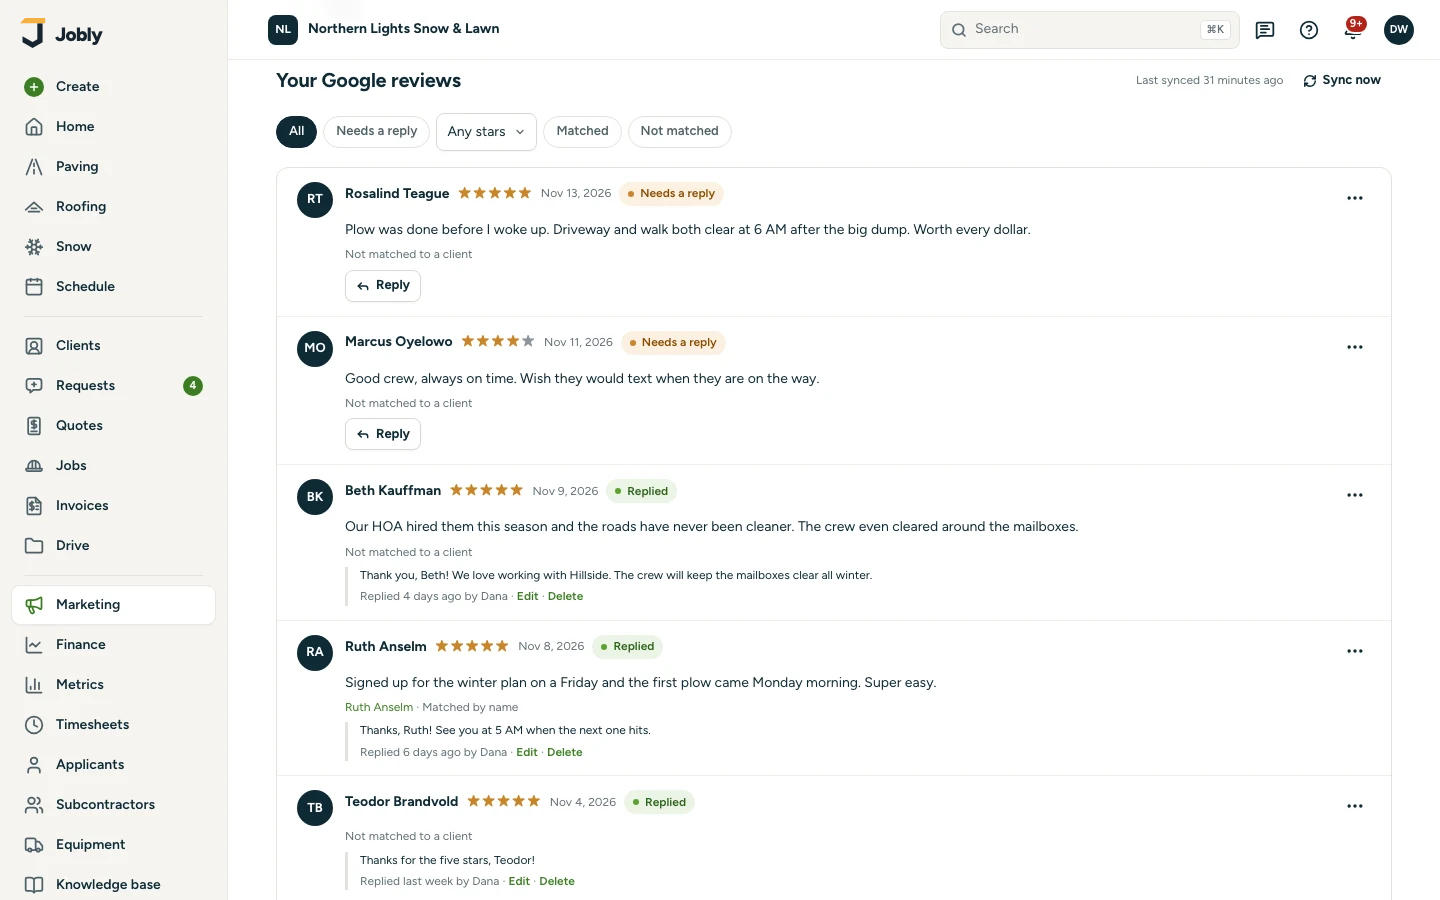 Jobly
NL
Northern Lights Snow & Lawn
Search
⌘K
9+
DW
Create
Home
Paving
Roofing
Snow
Schedule
Clients
Requests
4
Quotes
Jobs
Invoices
Drive
Marketing
Finance
Metrics
Timesheets
Applicants
Subcontractors
Equipment
Knowledge base
Your Google reviews
Last synced 31 minutes ago
Sync now
All
Needs a reply
Any stars
Matched
Not matched
RT
Rosalind Teague
Nov 13, 2026
Needs a reply
Plow was done before I woke up. Driveway and walk both clear at 6 AM after the big dump. Worth every dollar.
Not matched to a client
Reply
MO
Marcus Oyelowo
Nov 11, 2026
Needs a reply
Good crew, always on time. Wish they would text when they are on the way.
Not matched to a client
Reply
BK
Beth Kauffman
Nov 9, 2026
Replied
Our HOA hired them this season and the roads have never been cleaner. The crew even cleared around the mailboxes.
Not matched to a client
Thank you, Beth! We love working with Hillside. The crew will keep the mailboxes clear all winter.
Replied 4 days ago by Dana · Edit · Delete
RA
Ruth Anselm
Nov 8, 2026
Replied
Signed up for the winter plan on a Friday and the first plow came Monday morning. Super easy.
Ruth Anselm · Matched by name
Thanks, Ruth! See you at 5 AM when the next one hits.
Replied 6 days ago by Dana · Edit · Delete
TB
Teodor Brandvold
Nov 4, 2026
Replied
Not matched to a client
Thanks for the five stars, Teodor!
Replied last week by Dana · Edit · Delete